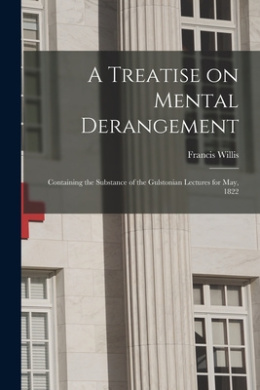 A Treatise on
Mental
Derangement
Francis Willis
Containing the Substance of the Gulstonian Lectures for May,
1822